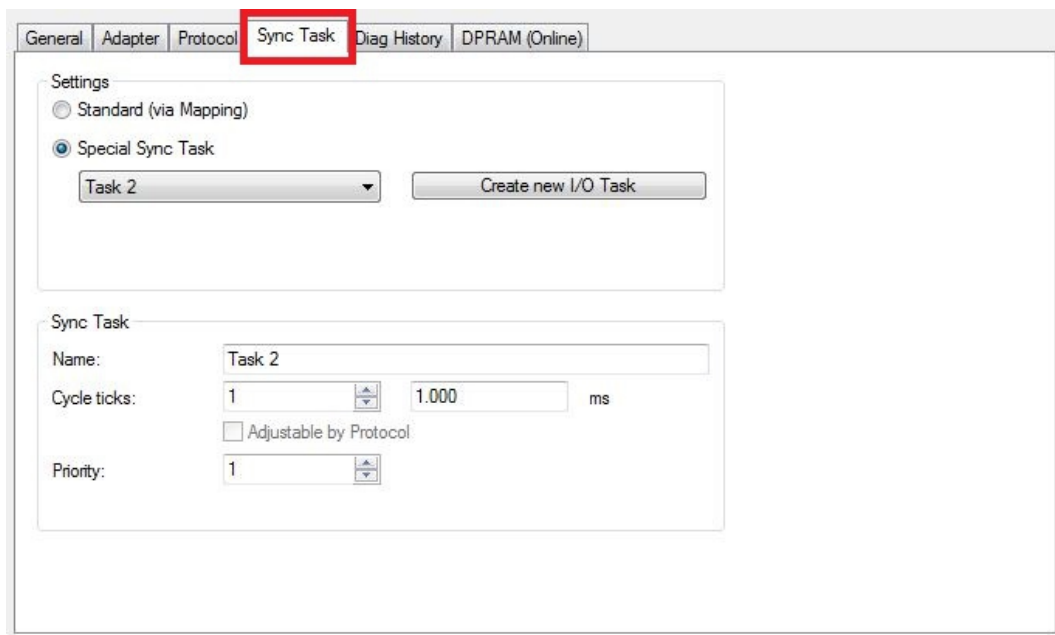 General Adapter Protocol Sync Task Diag History DPRAM (Online)
Settings
Standard (via Mapping)
Special Sync Task
Task 2 Create new I/O Task
Sync Task
Name: Task 2
Cycle ticks: 1 1.000 ms
Adjustable by Protocol
Priority: 1